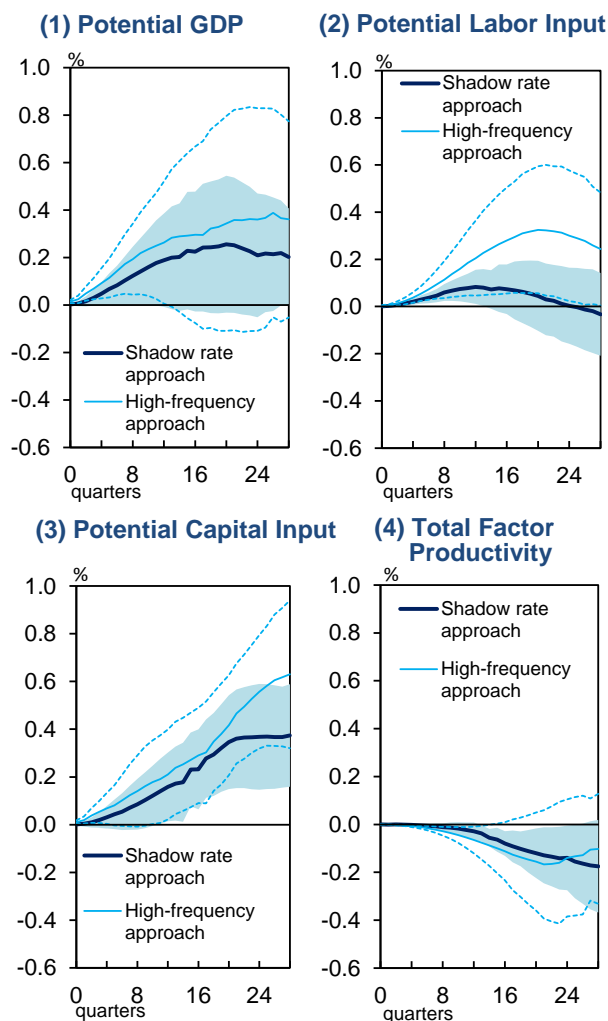 (1) Potential GDP
%
1.0
0.8
0.6
0.4
0.2
0.0
-0.2
-0.4
-0.6
Shadow rate
approach
High-frequency
approach
0 8 16 24
quarters
(2) Potential Labor Input
%
1.0
0.8
0.6
0.4
0.2
0.0
-0.2
-0.4
-0.6
Shadow rate
approach
High-frequency
approach
0 8 16 24
quarters
(3) Potential Capital Input
%
1.0
0.8
0.6
0.4
0.2
0.0
-0.2
-0.4
-0.6
Shadow rate
approach
High-frequency
approach
0 8 16 24
quarters
(4) Total Factor
Productivity
%
1.0
0.8
0.6
0.4
0.2
0.0
-0.2
-0.4
-0.6
Shadow rate
approach
High-frequency
approach
0 8 16 24
quarters